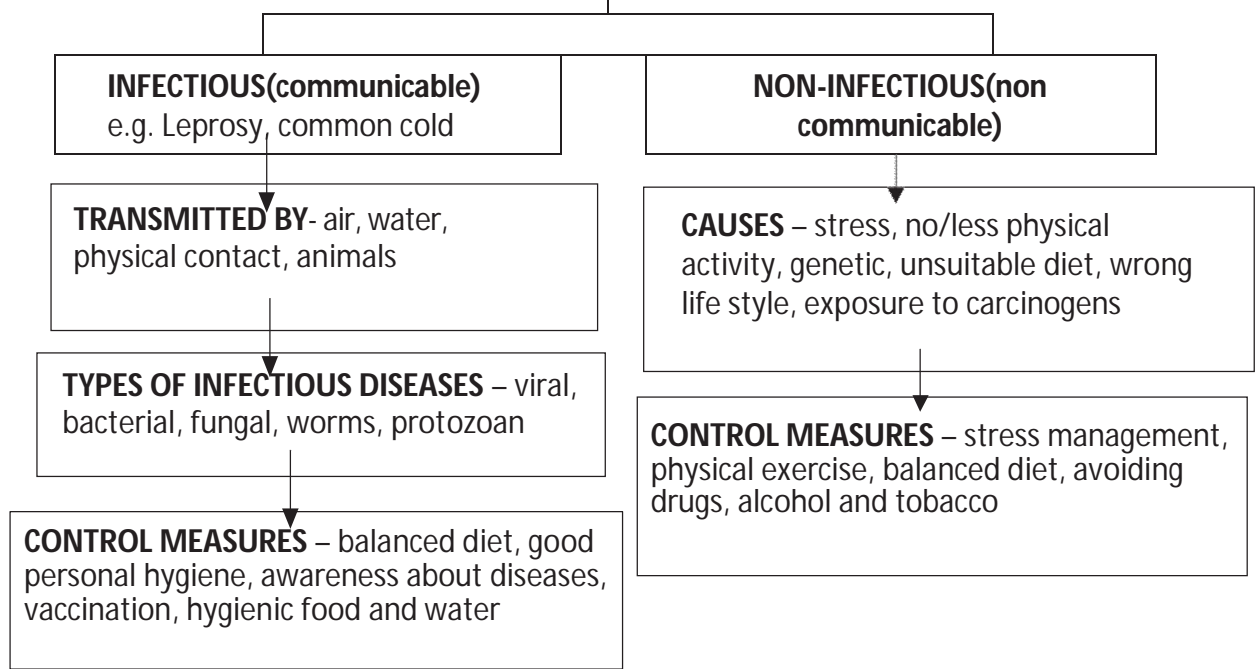 INFECTIOUS(communicable)
e.g. Leprosy, common cold
TRANSMITTED BY- air, water,
physical contact, animals
TYPES OF INFECTIOUS DISEASES – viral,
bacterial, fungal, worms, protozoan
CONTROL MEASURES – balanced diet, good
personal hygiene, awareness about diseases,
vaccination, hygienic food and water
NON-INFECTIOUS(non
communicable)
CAUSES – stress, no/less physical
activity, genetic, unsuitable diet, wrong
life style, exposure to carcinogens
CONTROL MEASURES – stress management,
physical exercise, balanced diet, avoiding
drugs, alcohol and tobacco